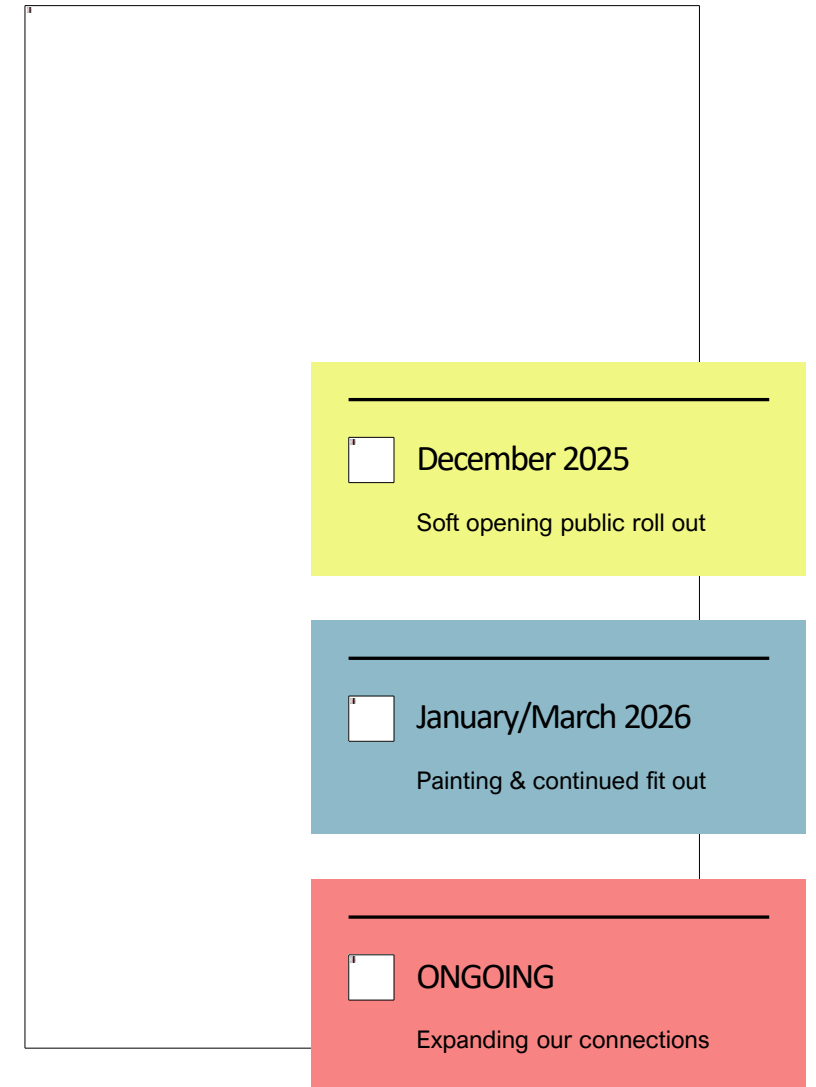 December 2025
Soft opening public roll out
January/March 2026
Painting & continued fit out
ONGOING
Expanding our connections